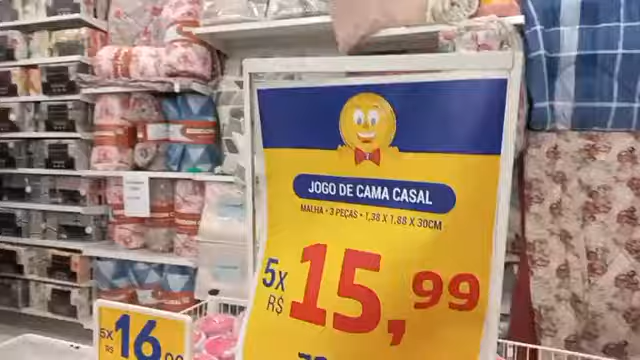 JOGO DE CAMA CASAL
MALHA • 3 PEÇAS • 1,38 X 1,88 X 30CM
5X
R$ 15,99
5X
R$ 16